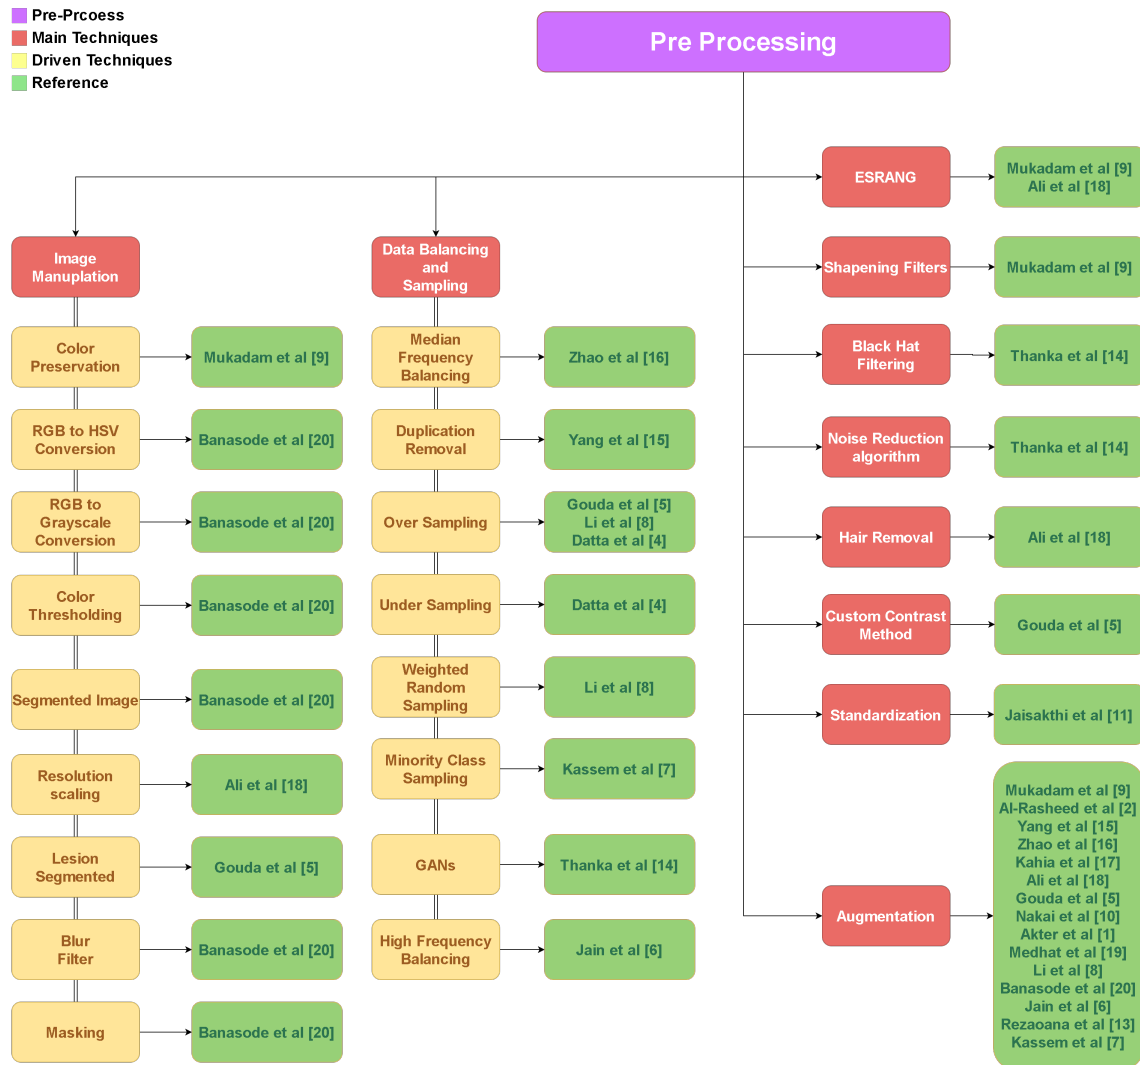 Pre-Prcoess
Main Techniques
Driven Techniques
Reference
Pre Processing
ESRANG
Mukadam et al [9]
Ali et al [18]
Shapening Filters
Mukadam et al [9]
Black Hat
Filtering
Thanka et al [14]
Noise Reduction
algorithm
Thanka et al [14]
Hair Removal
Ali et al [18]
Custom Contrast
Method
Gouda et al [5]
Standardization
Jaisakthi et al [11]
Augmentation
Mukadam et al [9]
Al-Rasheed et al [2]
Yang et al [15]
Zhao et al [16]
Kahia et al [17]
Ali et al [18]
Gouda et al [5]
Nakai et al [10]
Akter et al [1]
Medhat et al [19]
Li et al [8]
Banasode et al [20]
Jain et al [6]
Rezaoana et al [13]
Kassem et al [7]
Image
Manuplation
Color
Preservation
Mukadam et al [9]
RGB to HSV
Conversion
Banasode et al [20]
RGB to
Grayscale
Conversion
Banasode et al [20]
Color
Thresholding
Banasode et al [20]
Segmented Image
Banasode et al [20]
Resolution
scaling
Ali et al [18]
Lesion
Segmented
Gouda et al [5]
Blur
Filter
Banasode et al [20]
Masking
Banasode et al [20]
Data Balancing
and
Sampling
Median
Frequency
Balancing
Zhao et al [16]
Duplication
Removal
Yang et al [15]
Over Sampling
Gouda et al [5]
Li et al [8]
Datta et al [4]
Under Sampling
Datta et al [4]
Weighted
Random
Sampling
Li et al [8]
Minority Class
Sampling
Kassem et al [7]
GANs
Thanka et al [14]
High Frequency
Balancing
Jain et al [6]